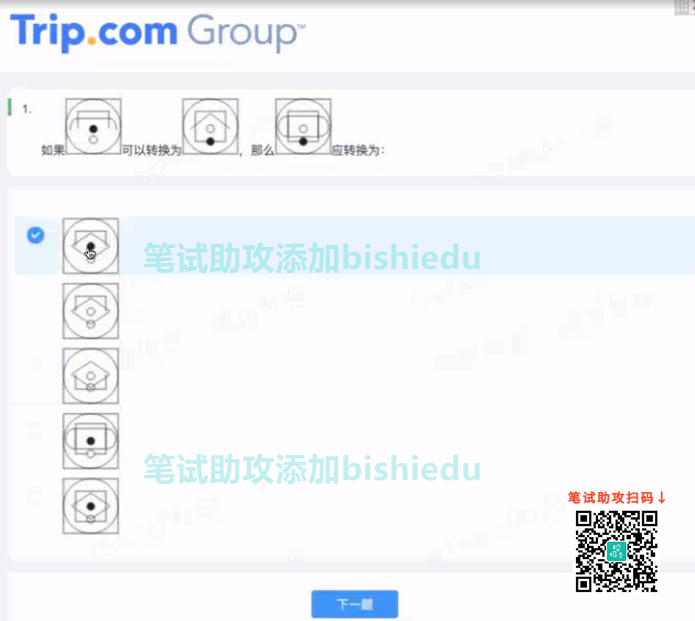 Trip.com Group™
1.
如果可以转换为，那么应转换为：
笔试助攻添加bishiedu
笔试助攻添加bishiedu
笔试助攻扫码↓
下一题